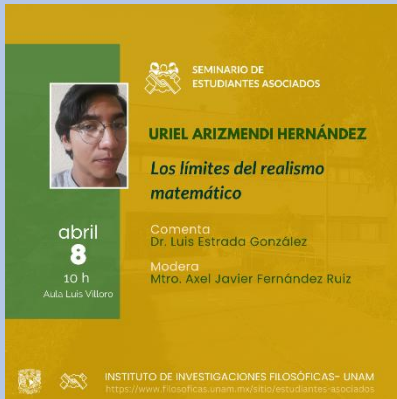 SEMINARIO DE
ESTUDIANTES ASOCIADOS
URIEL ARIZMENDI HERNÁNDEZ
Los límites del realismo
matemático
abril
8
10 h
Aula Luis Villoro
Comenta
Dr. Luis Estrada González
Modera
Mtro. Axel Javier Fernández Ruiz
INSTITUTO DE INVESTIGACIONES FILOSÓFICAS- UNAM
https://www.filosoficas.unam.mx/sitio/estudiantes-asociados